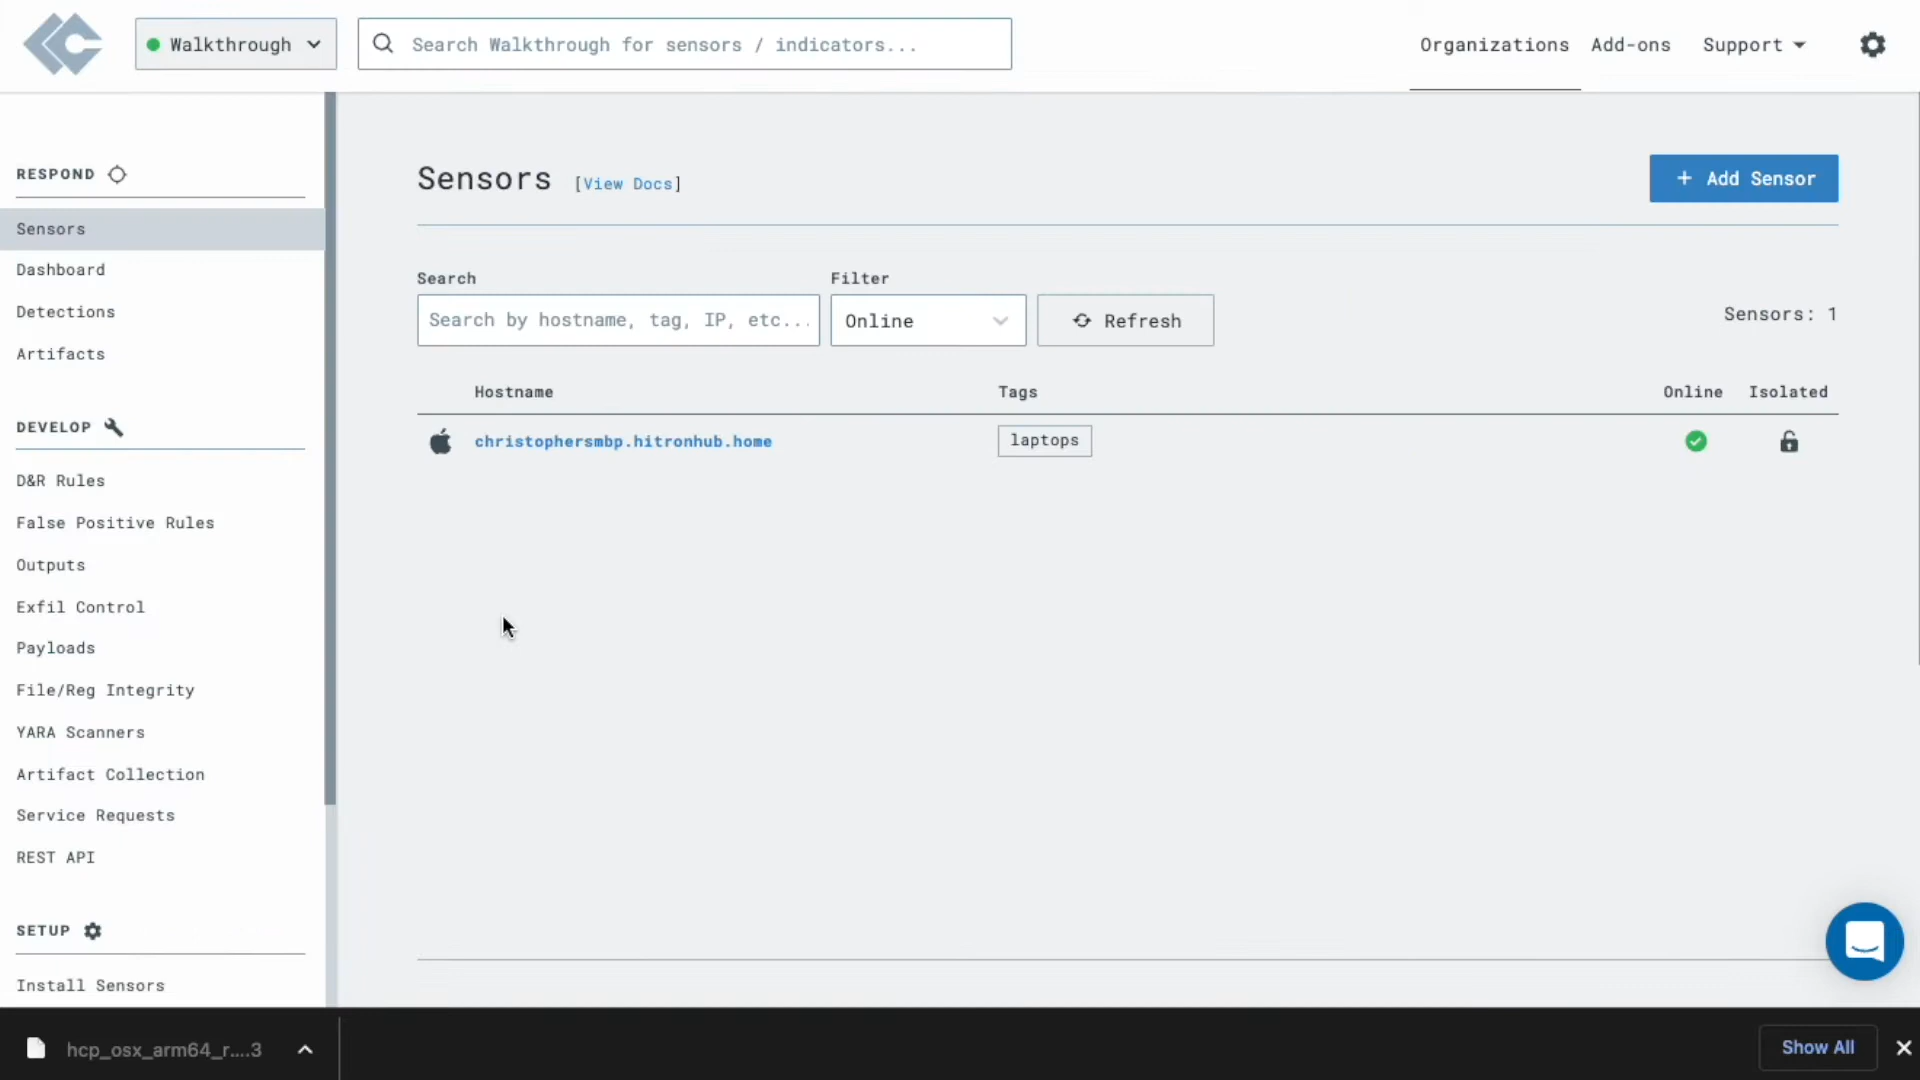 Walkthrough
Search Walkthrough for sensors / indicators...
Organizations
Add-ons
Support
RESPOND
Sensors
Dashboard
Detections
Artifacts
DEVELOP
D&R Rules
False Positive Rules
Outputs
Exfil Control
Payloads
File/Reg Integrity
YARA Scanners
Artifact Collection
Service Requests
REST API
SETUP
Install Sensors
Sensors [View Docs]
+ Add Sensor
Search
Filter
Search by hostname, tag, IP, etc...
Online
Refresh
Sensors: 1
Hostname Tags Online Isolated
christophersmbp.hitronhub.home laptops
hcp_osx_arm64_r....3
Show All